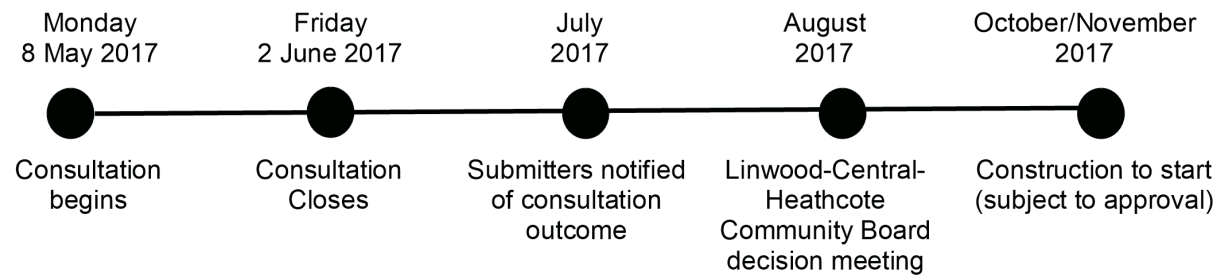 Monday
8 May 2017
Friday
2 June 2017
July
2017
August
2017
October/November
2017
Consultation
begins
Consultation
Closes
Submitters notified
of consultation
outcome
Linwood-Central-
Heathcote
Community Board
decision meeting
Construction to start
(subject to approval)